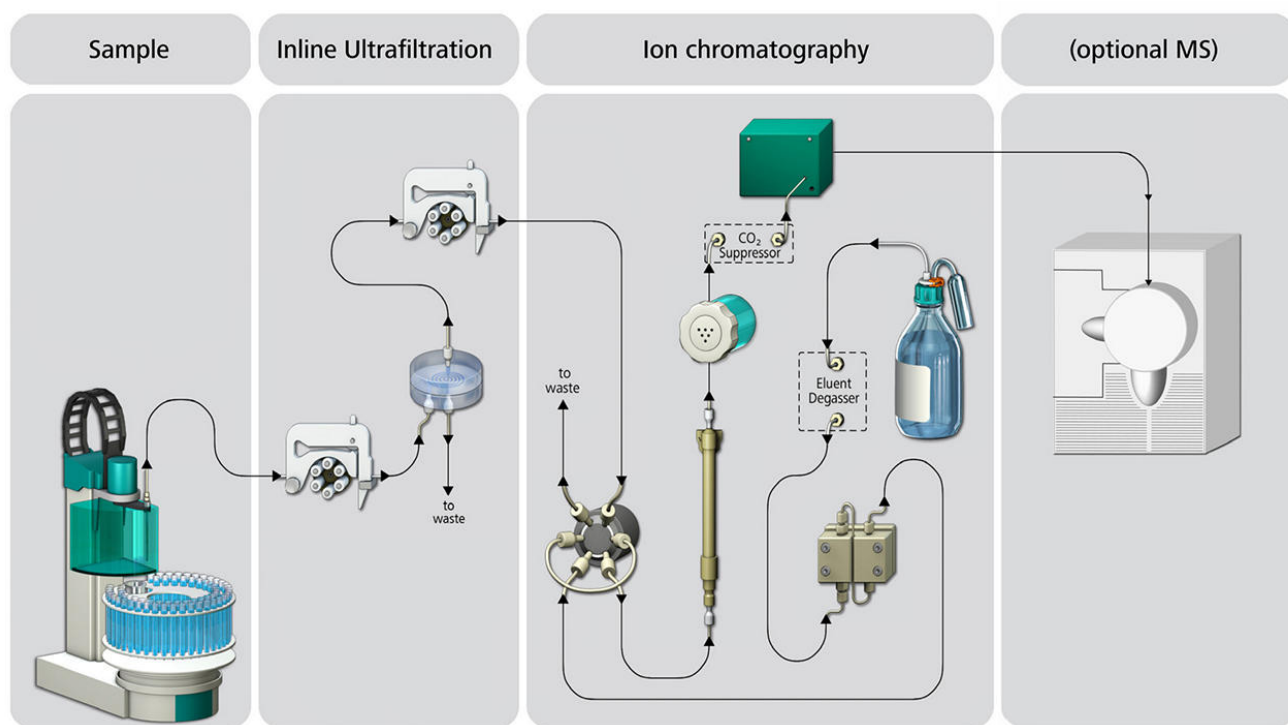 Sample
Inline Ultrafiltration
Ion chromatography
(optional MS)
CO₂
Suppressor
to
waste
Eluent
Degasser
to
waste